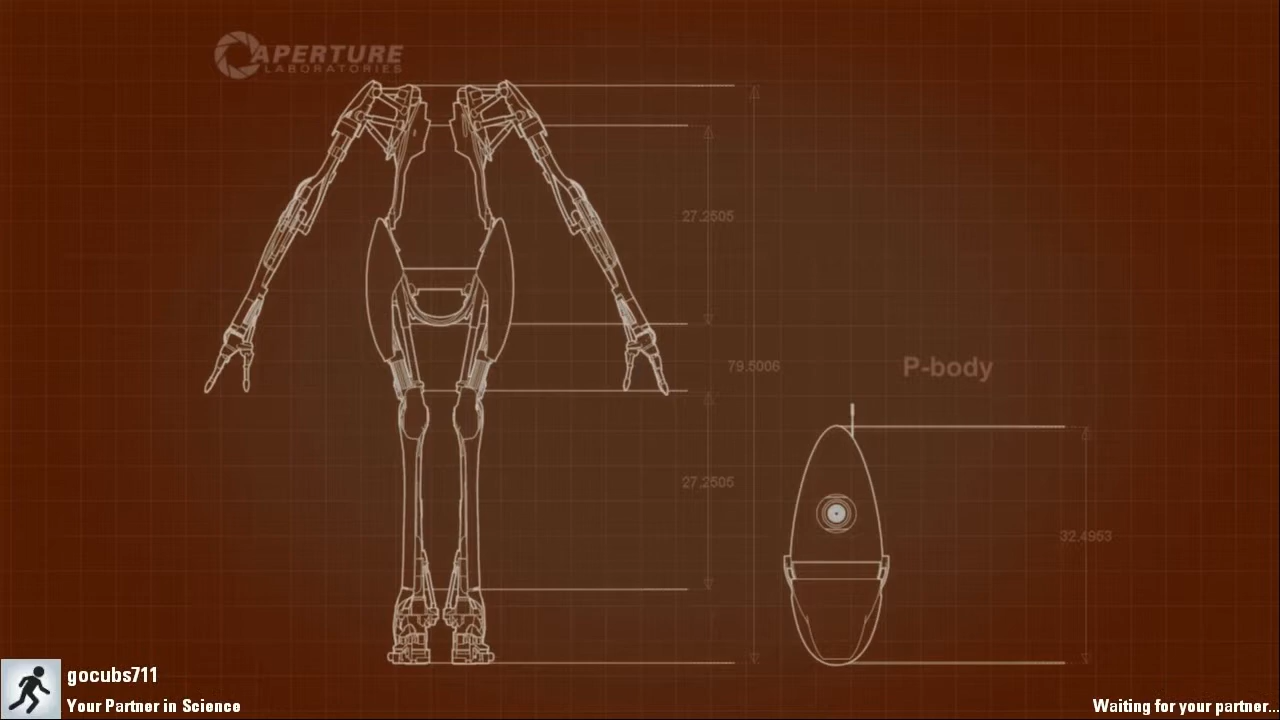 APERTURE
LABORATORIES
27.2505
79.5006
P-body
27.2505
32.4953
gocubs711
Your Partner in Science
Waiting for your partner...